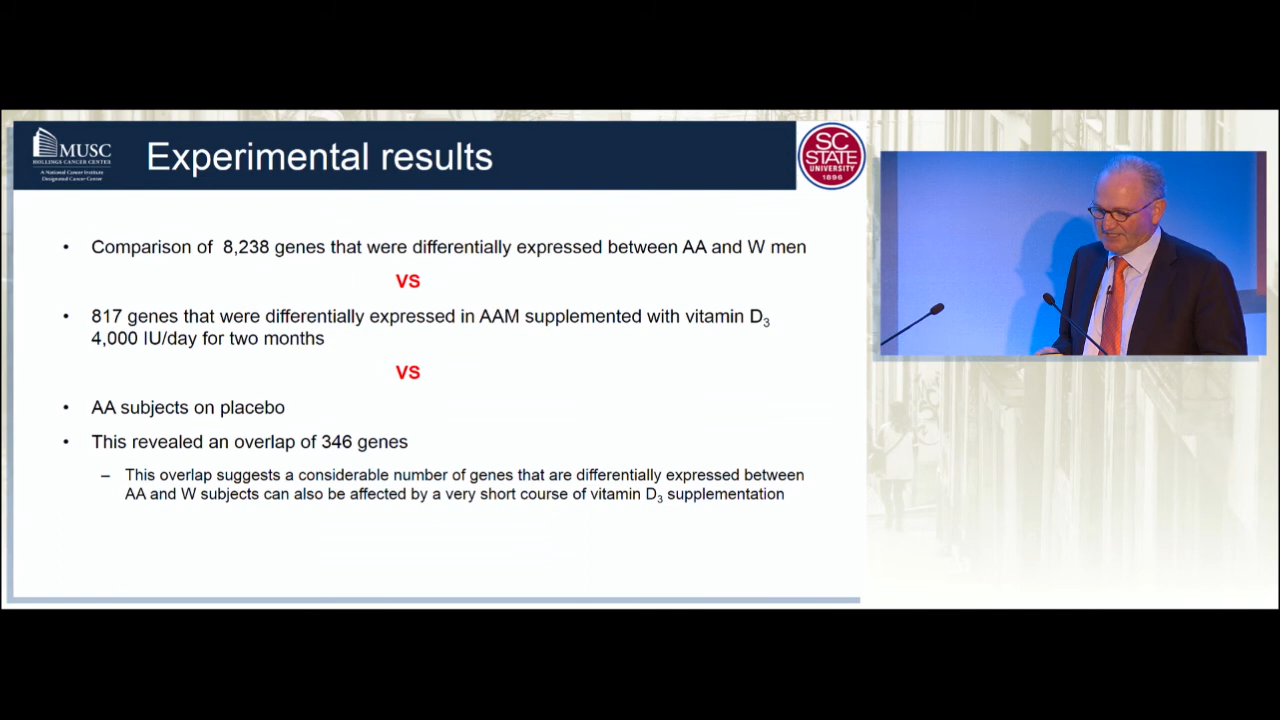 MUSC
HOLLINGS CANCER CENTER
A National Cancer Institute
Designated Cancer Center
Experimental results
SC
STATE
UNIVERSITY
1896
• Comparison of 8,238 genes that were differentially expressed between AA and W men
VS
• 817 genes that were differentially expressed in AAM supplemented with vitamin D3
4,000 IU/day for two months
VS
• AA subjects on placebo
• This revealed an overlap of 346 genes
– This overlap suggests a considerable number of genes that are differentially expressed between
AA and W subjects can also be affected by a very short course of vitamin D3 supplementation